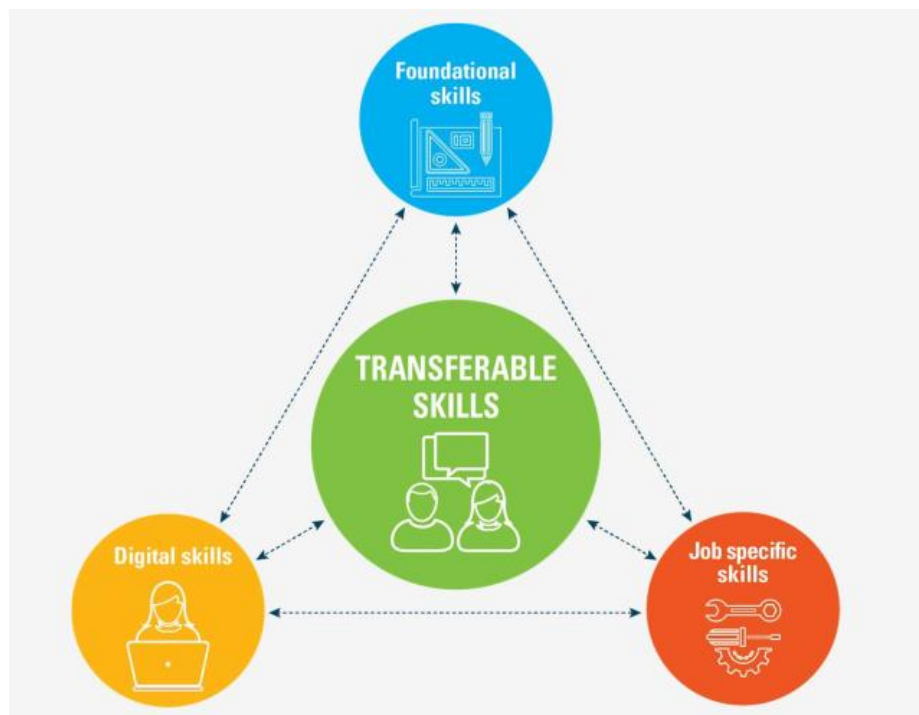 Foundational
skills
TRANSFERABLE
SKILLS
Digital skills
Job specific
skills